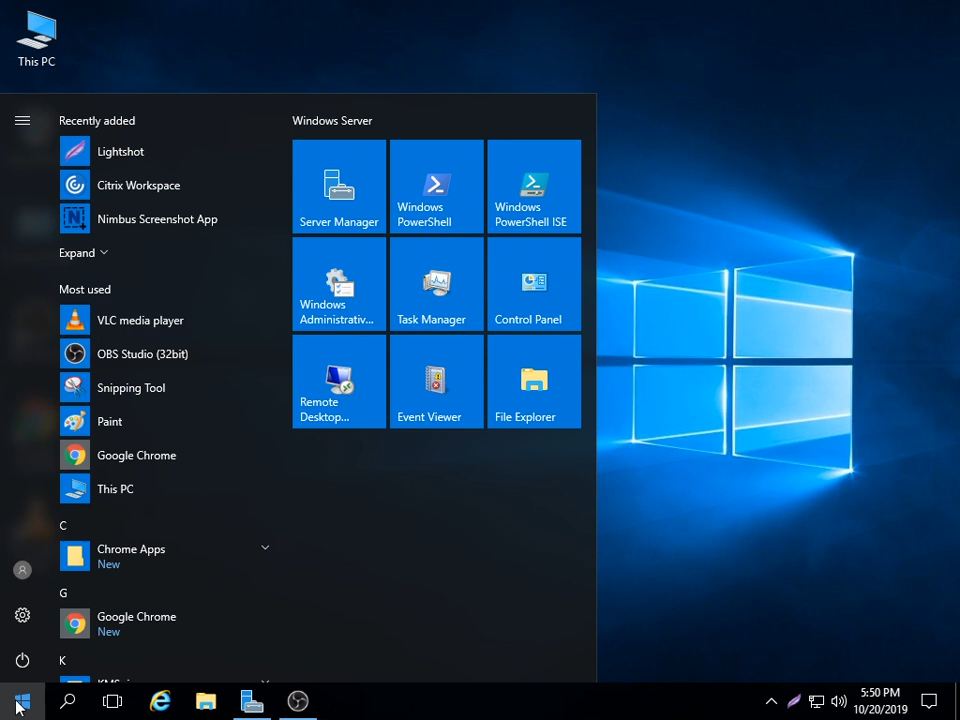 This PC
Recently added
Lightshot
Citrix Workspace
Nimbus Screenshot App
Expand
Most used
VLC media player
OBS Studio (32bit)
Snipping Tool
Paint
Google Chrome
This PC
C
Chrome Apps
New
G
Google Chrome
New
K
Windows Server
Server Manager
Windows
PowerShell
Windows
PowerShell ISE
Windows
Administrativ...
Task Manager
Control Panel
Remote
Desktop...
Event Viewer
File Explorer
5:50 PM
10/20/2019